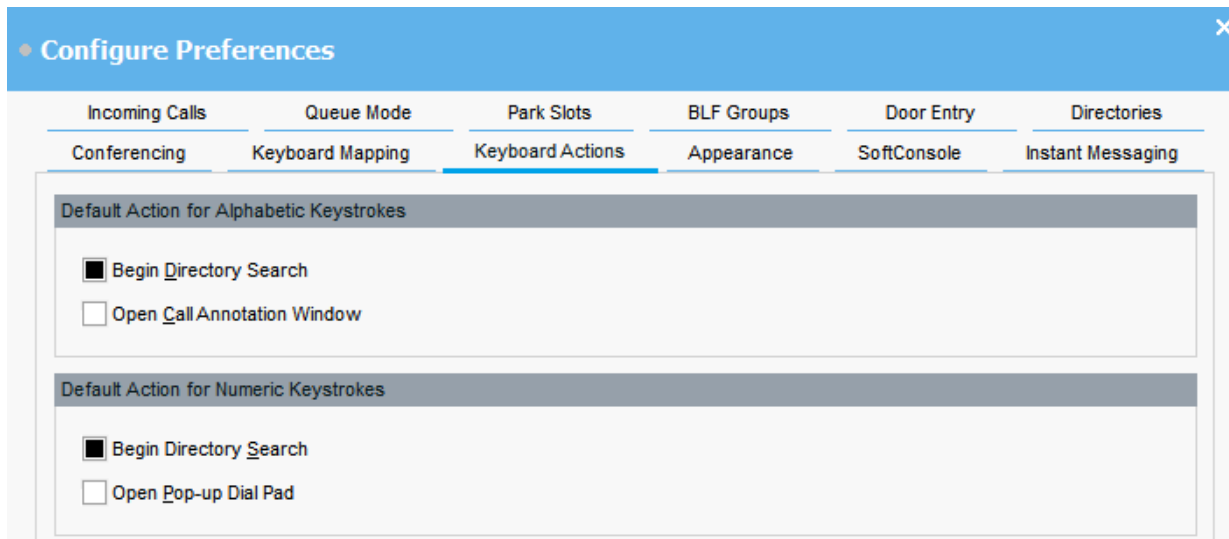 Configure Preferences
Incoming Calls Queue Mode Park Slots BLF Groups Door Entry Directories
Conferencing Keyboard Mapping Keyboard Actions Appearance SoftConsole Instant Messaging
Default Action for Alphabetic Keystrokes
Begin Directory Search
Open Call Annotation Window
Default Action for Numeric Keystrokes
Begin Directory Search
Open Pop-up Dial Pad